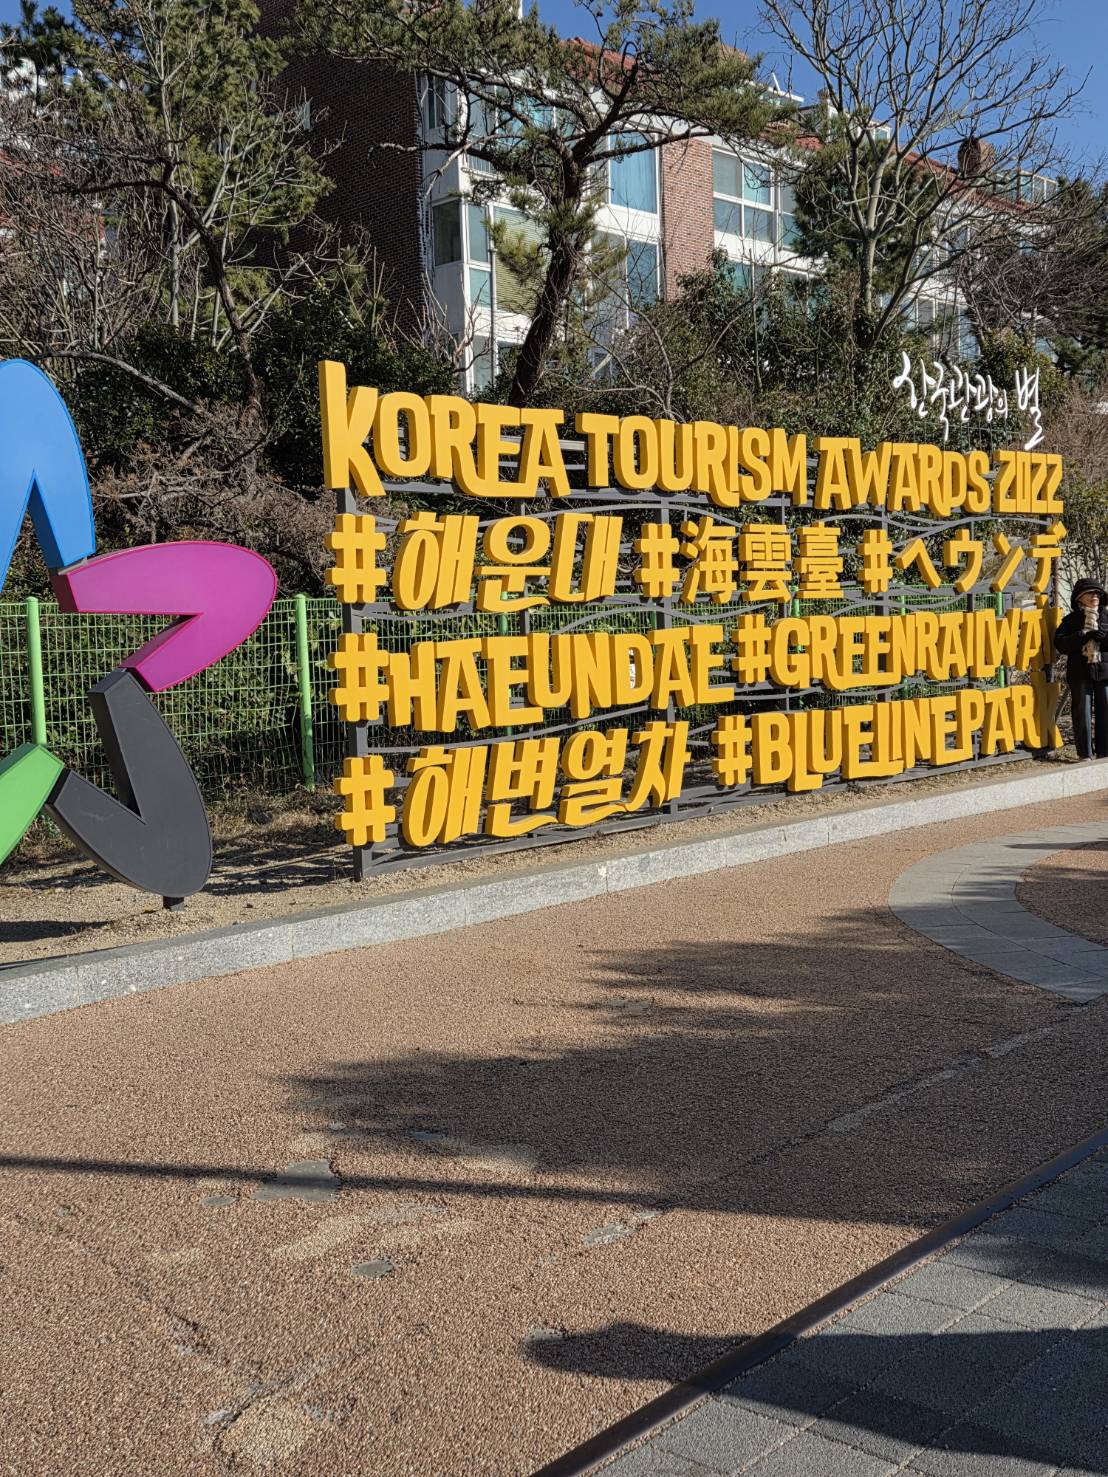 한국관광의 별
KOREA TOURISM AWARDS 2022
#해운대 #海雲臺 #ヘウンデ
#HAEUNDAE #GREENRAILWAY
#해변열차 #BLUELINEPARK